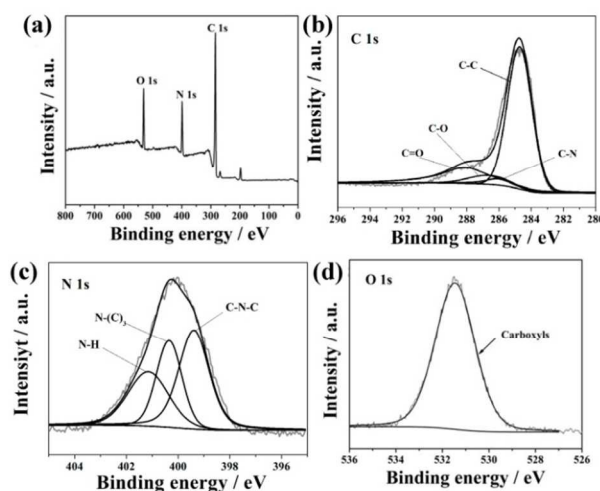 (a)
C 1s
O 1s
N 1s
Intensity / a.u.
800 700 600 500 400 300 200 100 0
Binding energy / eV
(b)
C 1s
C-C
C-O
C=O
C-N
Intensity / a.u.
296 294 292 290 288 286 284 282 280
Binding energy / eV
(c)
N 1s
N-(C)3
C-N-C
N-H
Intensiyt / a.u.
404 402 400 398 396
Binding energy / eV
(d)
O 1s
Carboxyls
Intensity / a.u.
536 534 532 530 528 526
Binding energy / eV